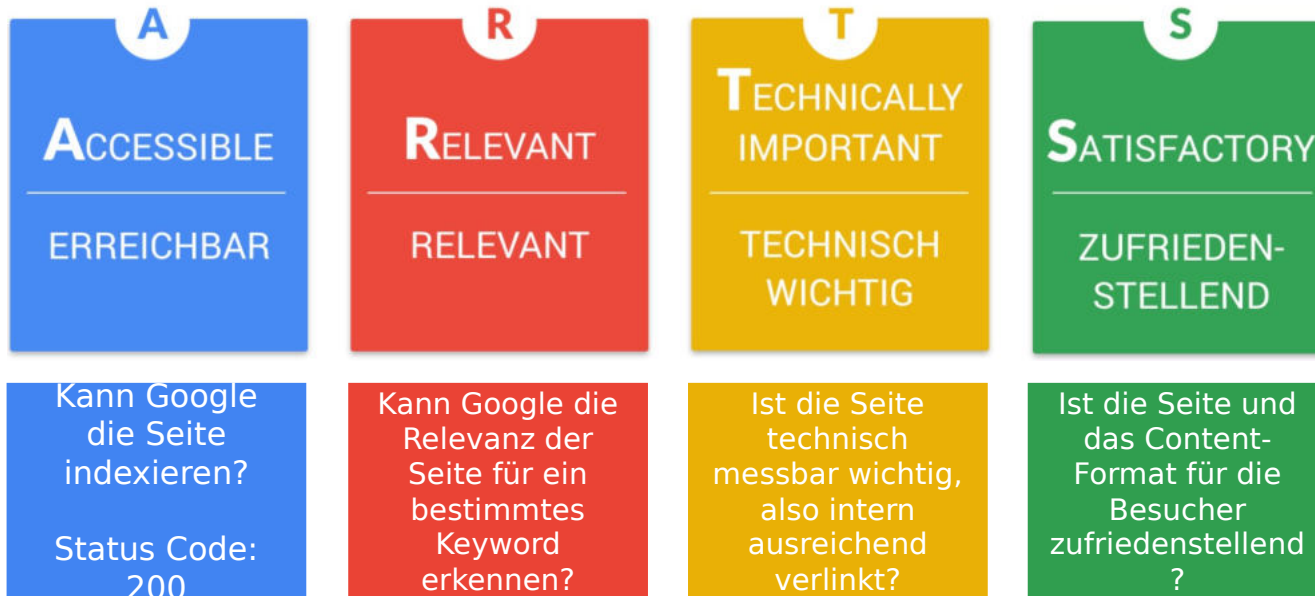 A
ACCESSIBLE
ERREICHBAR
Kann Google
die Seite
indexieren?
Status Code:
200
R
RELEVANT
RELEVANT
Kann Google die
Relevanz der
Seite für ein
bestimmtes
Keyword
erkennen?
T
TECHNICALLY
IMPORTANT
TECHNISCH
WICHTIG
Ist die Seite
technisch
messbar wichtig,
also intern
ausreichend
verlinkt?
S
SATISFACTORY
ZUFRIEDEN-
STELLEND
Ist die Seite und
das Content-
Format für die
Besucher
zufriedenstellend
?